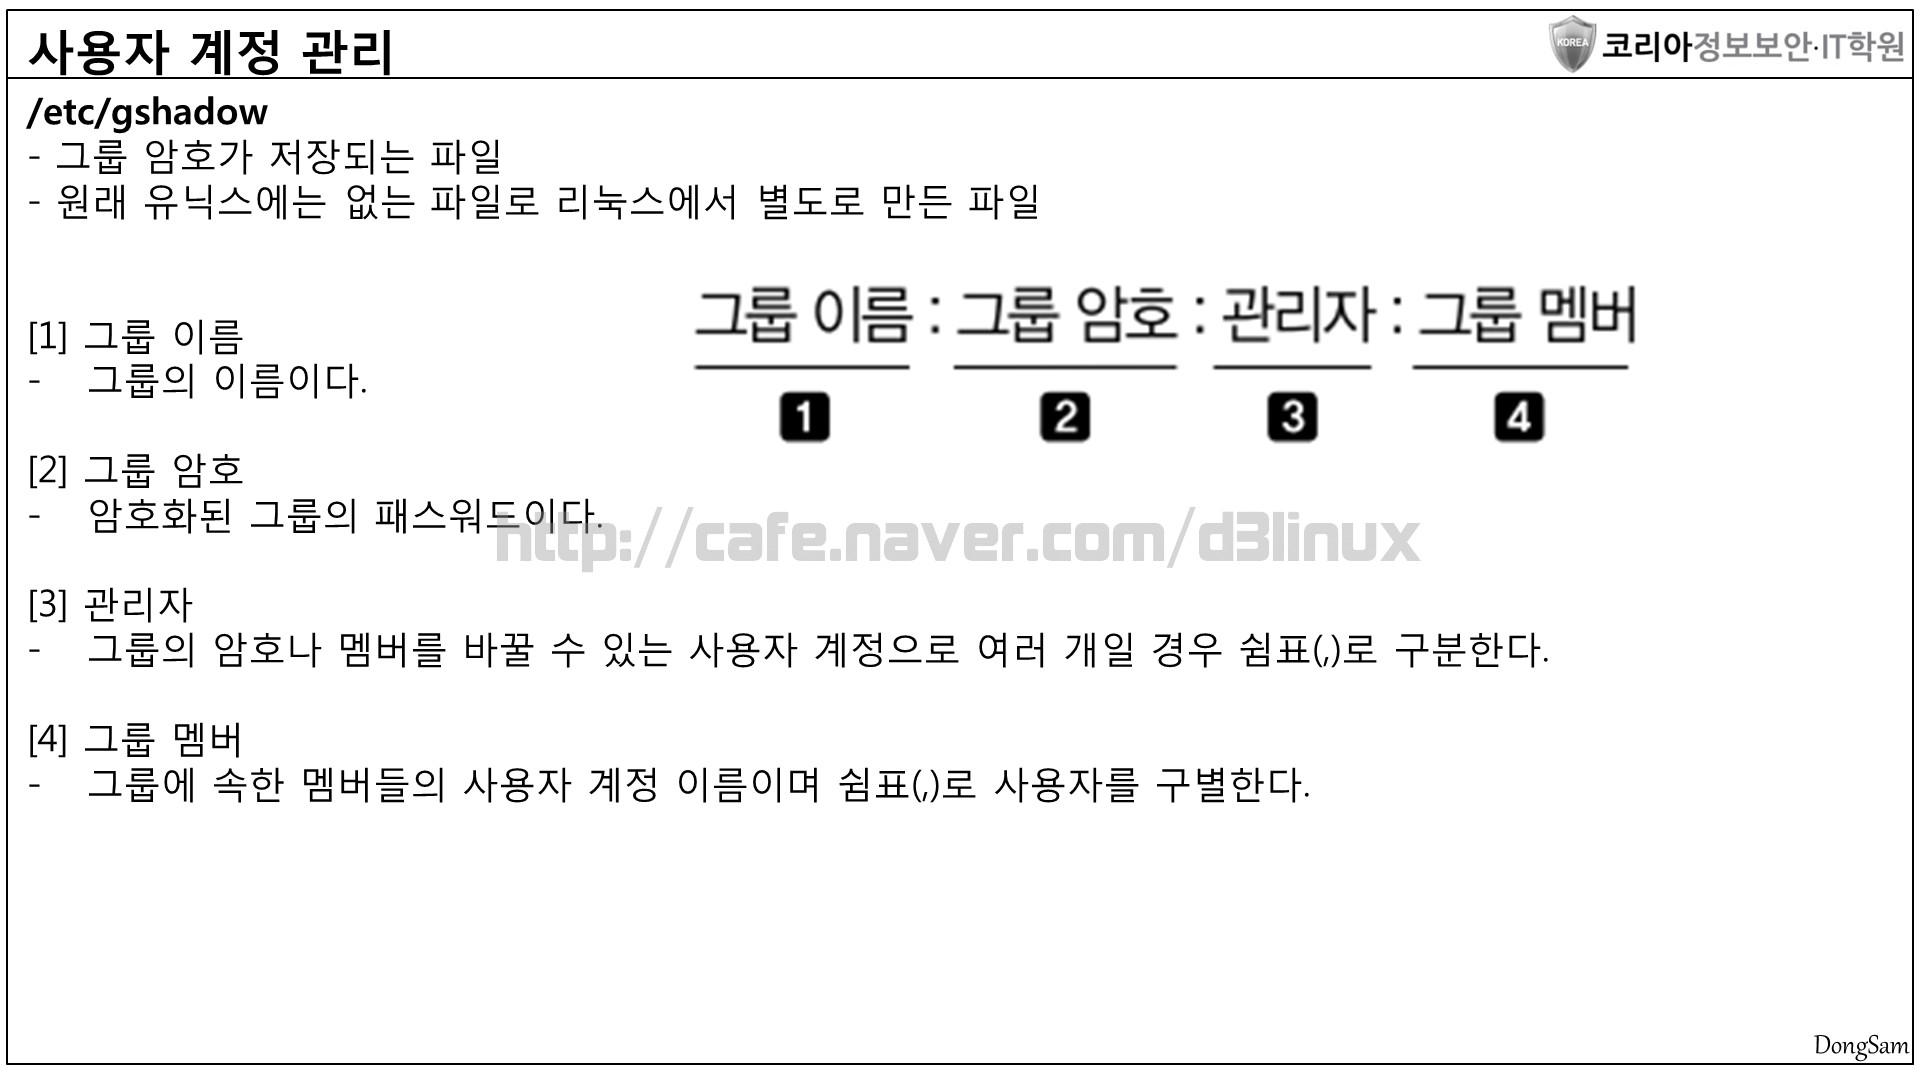 사용자 계정 관리
KOREA 코리아정보보안·IT학원
/etc/gshadow
- 그룹 암호가 저장되는 파일
- 원래 유닉스에는 없는 파일로 리눅스에서 별도로 만든 파일
그룹 이름 : 그룹 암호 : 관리자 : 그룹 멤버
1 2 3 4
[1] 그룹 이름
- 그룹의 이름이다.
[2] 그룹 암호
- 암호화된 그룹의 패스워드이다.
http://cafe.naver.com/d3linux
[3] 관리자
- 그룹의 암호나 멤버를 바꿀 수 있는 사용자 계정으로 여러 개일 경우 쉼표(,)로 구분한다.
[4] 그룹 멤버
- 그룹에 속한 멤버들의 사용자 계정 이름이며 쉼표(,)로 사용자를 구별한다.
DongSam